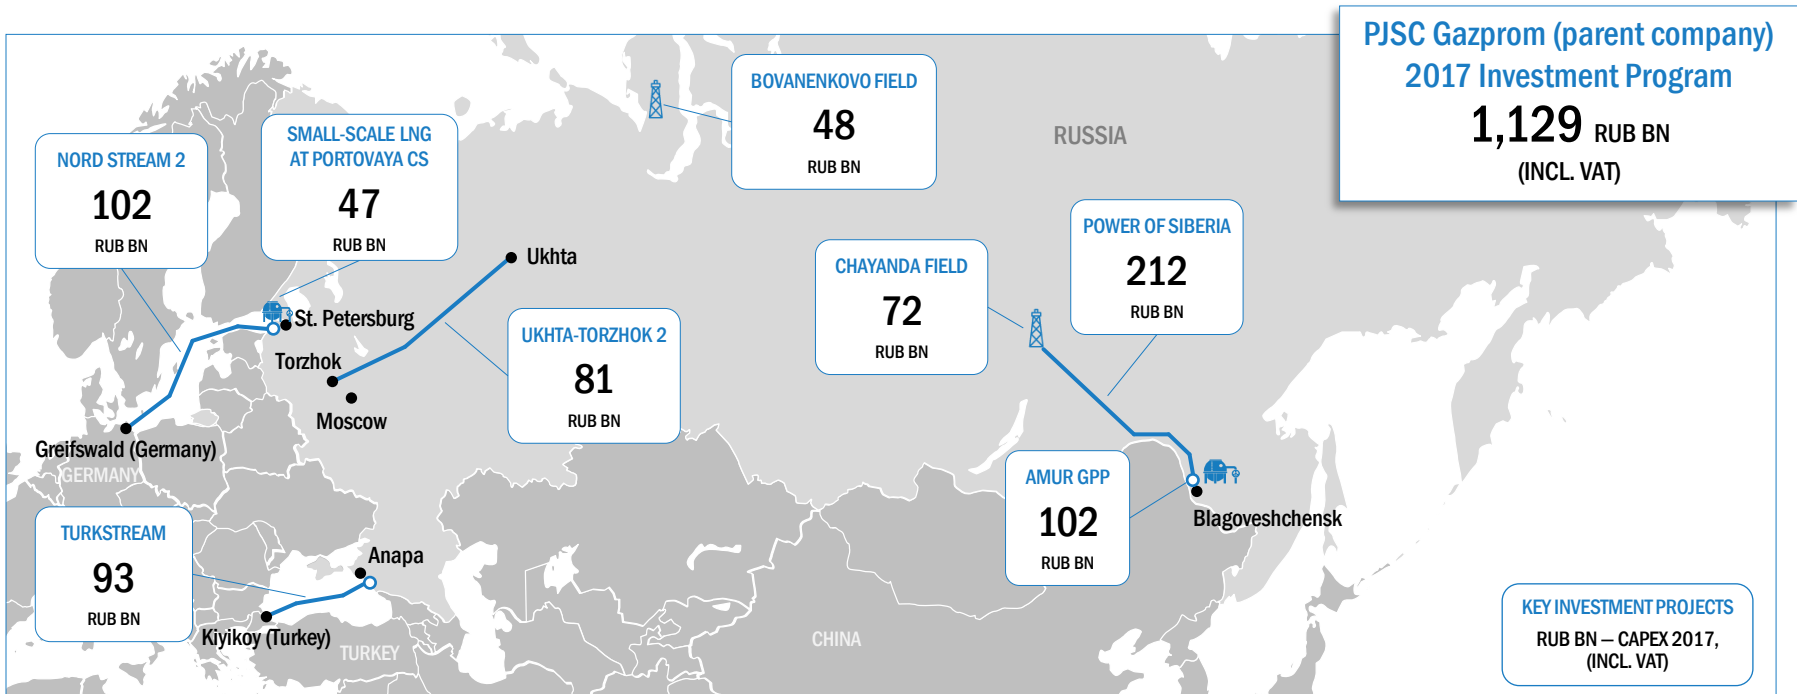 PJSC Gazprom (parent company)
2017 Investment Program
1,129 RUB BN
(INCL. VAT)
BOVANENKOVO FIELD
48
RUB BN
RUSSIA
NORD STREAM 2
102
RUB BN
SMALL-SCALE LNG
AT PORTOVAYA CS
47
RUB BN
POWER OF SIBERIA
212
RUB BN
CHAYANDA FIELD
72
RUB BN
Ukhta
St. Petersburg
UKHTA-TORZHOK 2
81
RUB BN
Torzhok
Moscow
Greifswald (Germany)
GERMANY
AMUR GPP
102
RUB BN
Blagoveshchensk
TURKSTREAM
93
RUB BN
Anapa
Kiyikoy (Turkey)
TURKEY
CHINA
KEY INVESTMENT PROJECTS
RUB BN — CAPEX 2017,
(INCL. VAT)